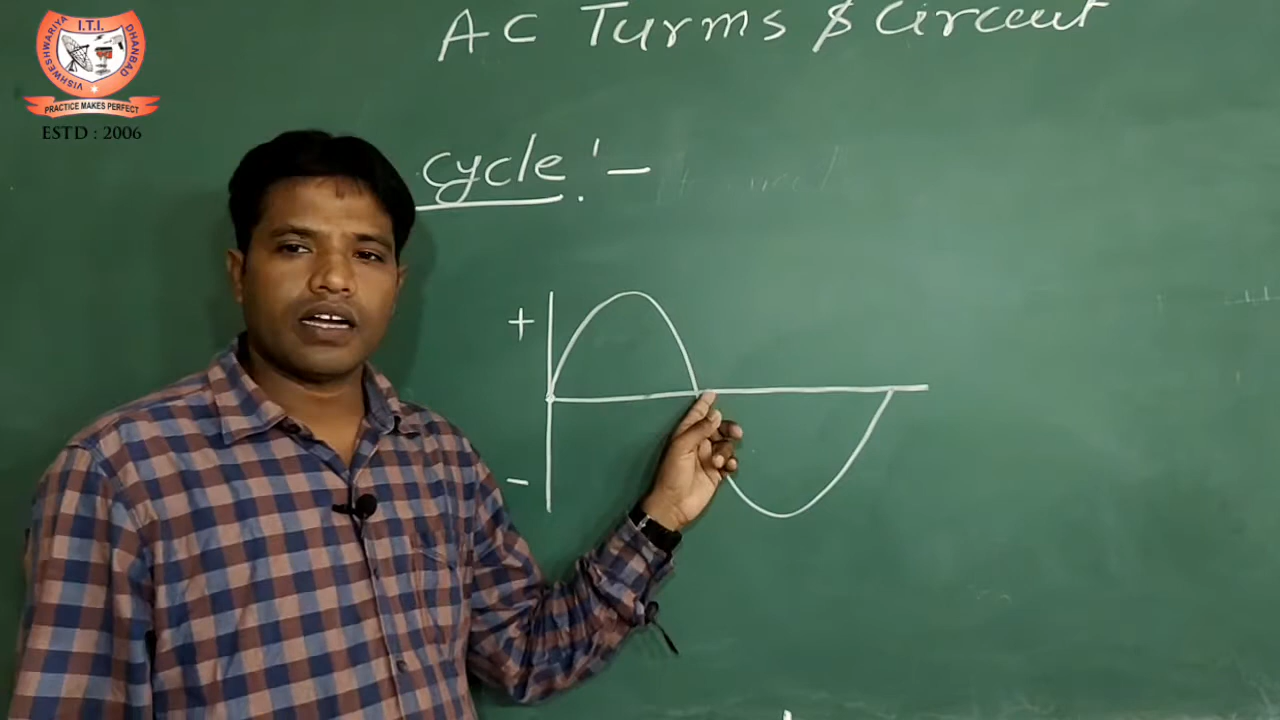 AC Turms & Circuit
I.T.I.
VISHWESHWARIYA DHANBAD
PRACTICE MAKES PERFECT
ESTD : 2006
Cycle :-
+
-